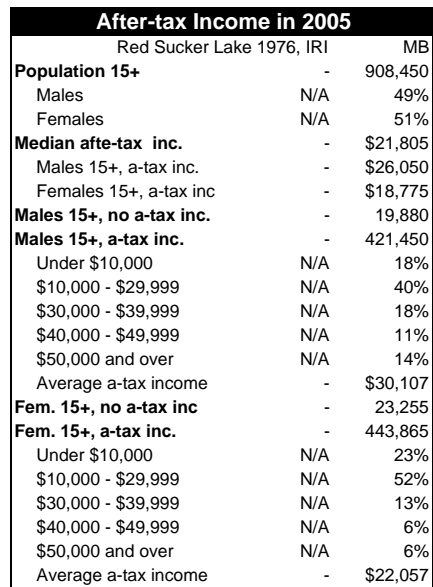 After-tax Income in 2005
Red Sucker Lake 1976, IRI MB
Population 15+ - 908,450
Males N/A 49%
Females N/A 51%
Median afte-tax inc. - $21,805
Males 15+, a-tax inc. - $26,050
Females 15+, a-tax inc - $18,775
Males 15+, no a-tax inc. - 19,880
Males 15+, a-tax inc. - 421,450
Under $10,000 N/A 18%
$10,000 - $29,999 N/A 40%
$30,000 - $39,999 N/A 18%
$40,000 - $49,999 N/A 11%
$50,000 and over N/A 14%
Average a-tax income - $30,107
Fem. 15+, no a-tax inc - 23,255
Fem. 15+, a-tax inc. - 443,865
Under $10,000 N/A 23%
$10,000 - $29,999 N/A 52%
$30,000 - $39,999 N/A 13%
$40,000 - $49,999 N/A 6%
$50,000 and over N/A 6%
Average a-tax income - $22,057